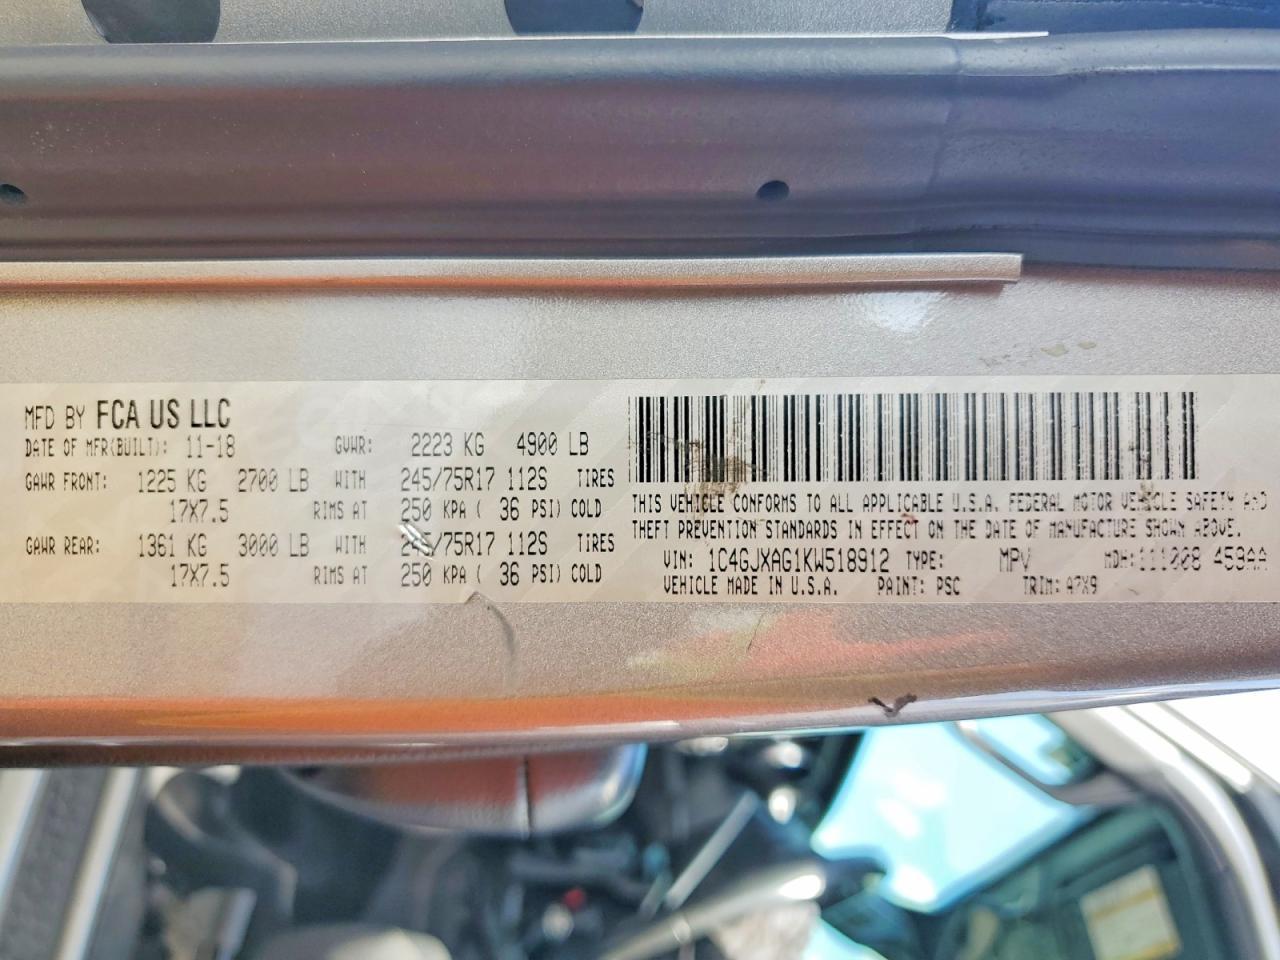 MFD BY FCA US LLC
DATE OF MFR(BUILT): 11-18 GVWR: 2223 KG 4900 LB
GAWR FRONT: 1225 KG 2700 LB WITH 245/75R17 112S TIRES
17X7.5 RIMS AT 250 KPA ( 36 PSI) COLD
GAWR REAR: 1361 KG 3000 LB WITH 245/75R17 112S TIRES
17X7.5 RIMS AT 250 KPA ( 36 PSI) COLD
THIS VEHICLE CONFORMS TO ALL APPLICABLE U.S.A. FEDERAL MOTOR VEHICLE SAFETY AND
THEFT PREVENTION STANDARDS IN EFFECT ON THE DATE OF MANUFACTURE SHOWN ABOVE.
VIN: 1C4GJXAG1KW518912 TYPE: MPV MDH: 111008 459AA
VEHICLE MADE IN U.S.A. PAINT: PSC TRIM: A7X9